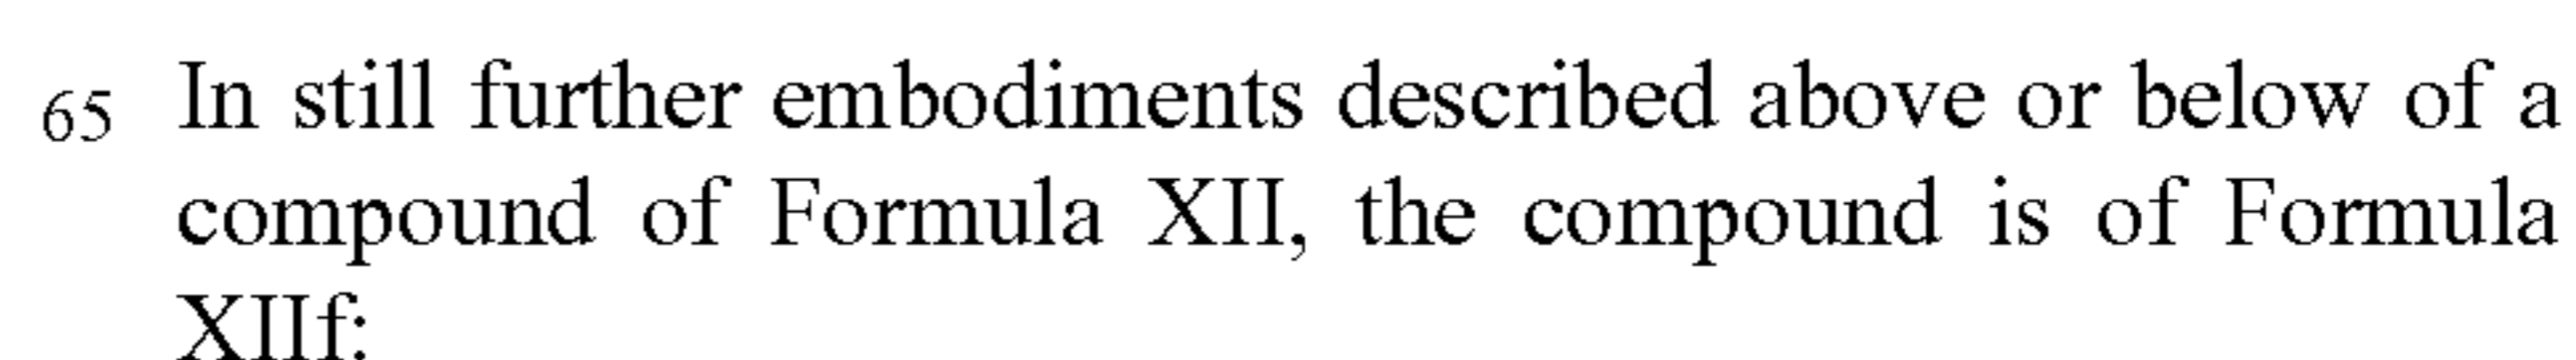 65 In still further embodiments described above or below of a
compound of Formula XII, the compound is of Formula
XIIf: